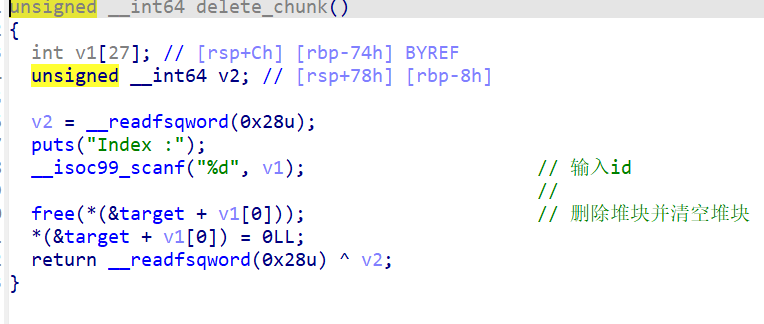 unsigned __int64 delete_chunk()
{
int v1[27]; // [rsp+Ch] [rbp-74h] BYREF
unsigned __int64 v2; // [rsp+78h] [rbp-8h]
v2 = __readfsqword(0x28u);
puts("Index :");
__isoc99_scanf("%d", v1); // 输入id
//
free(*(&target + v1[0])); // 删除堆块并清空堆块
*(&target + v1[0]) = 0LL;
return __readfsqword(0x28u) ^ v2;
}